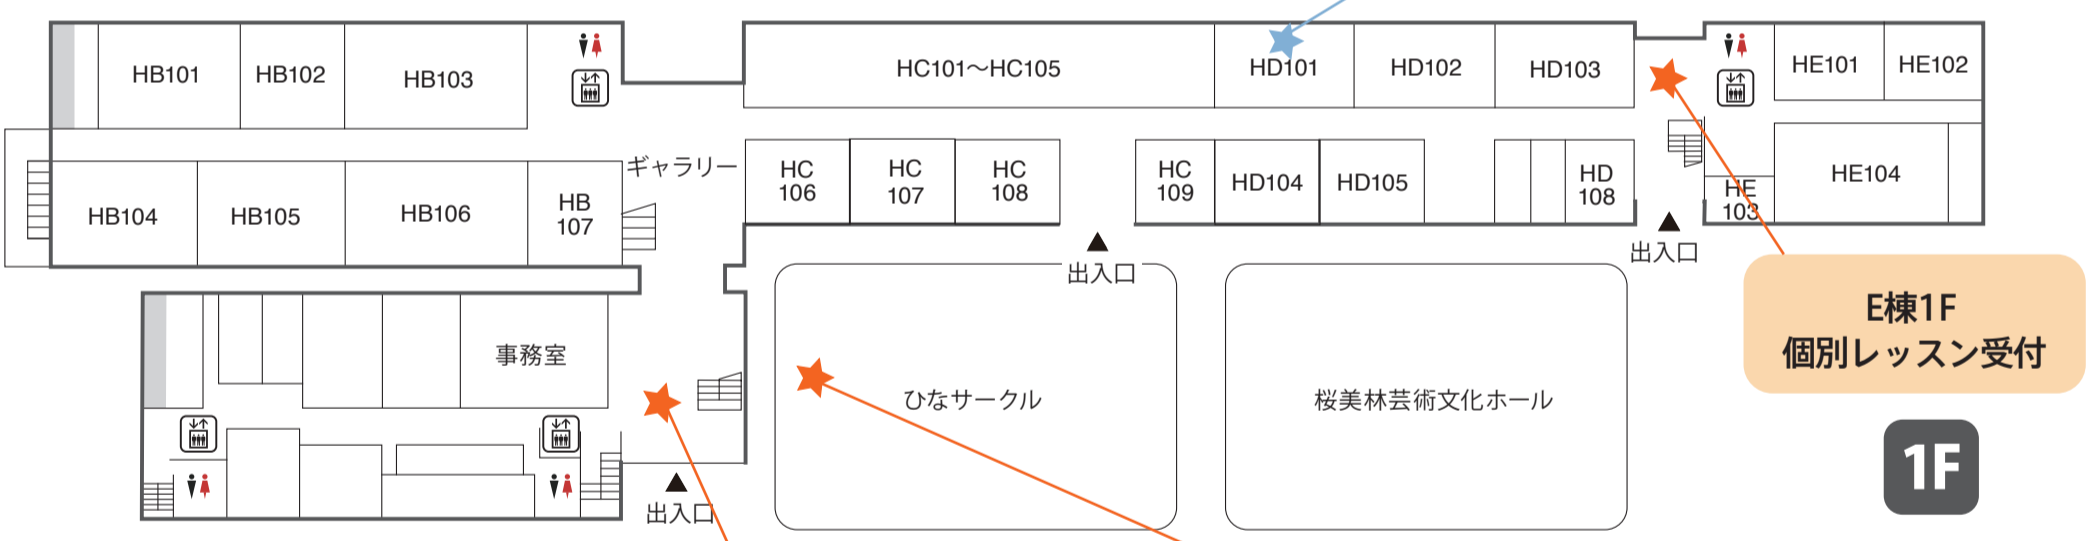 HB101
HB102
HB103
HC101〜HC105
HD101
HD102
HD103
HE101
HE102
HB104
HB105
HB106
HB
107
ギャラリー
HC
106
HC
107
HC
108
HC
109
HD104
HD105
HD
108
HE
103
HE104
出入口
出入口
事務室
ひなサークル
桜美林芸術文化ホール
E棟1F
個別レッスン受付
出入口
1F